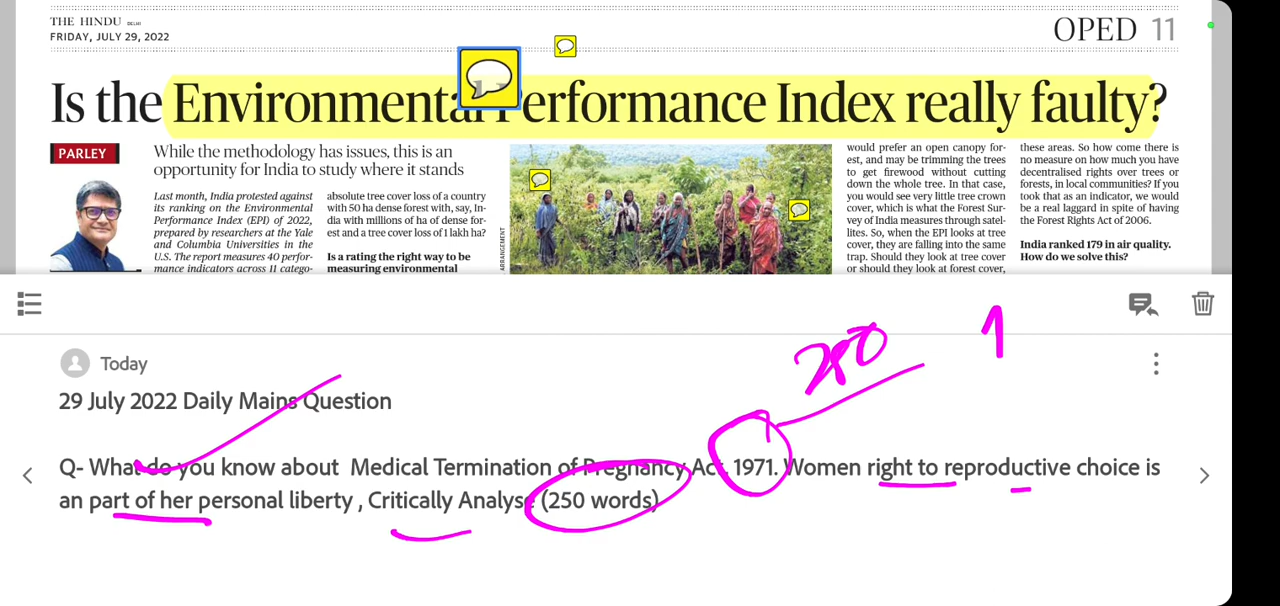 THE HINDU DELHI
FRIDAY, JULY 29, 2022
OPED 11
Is the Environmental Performance Index really faulty?
PARLEY
While the methodology has issues, this is an
opportunity for India to study where it stands
Last month, India protested against
its ranking on the Environmental
Performance Index (EPI) of 2022,
prepared by researchers at the Yale
and Columbia Universities in the
U.S. The report measures 40 perfor-
mance indicators across 11 catego-
absolute tree cover loss of a country
with 50 ha dense forest with, say, In-
dia with millions of ha of dense for-
est and a tree cover loss of 1 lakh ha?
Is a rating the right way to be
measuring environmental
ARRANGEMENT
would prefer an open canopy for-
est, and may be trimming the trees
to get firewood without cutting
down the whole tree. In that case,
you would see very little tree crown
cover, which is what the Forest Sur-
vey of India measures through satel-
lites. So, when the EPI looks at tree
cover, they are falling into the same
trap. Should they look at tree cover
or should they look at forest cover,
these areas. So how come there is
no measure on how much you have
decentralised rights over trees or
forests, in local communities? If you
took that as an indicator, we would
be a real laggard in spite of having
the Forest Rights Act of 2006.
India ranked 179 in air quality.
How do we solve this?
1
Today
29 July 2022 Daily Mains Question
Q- What do you know about Medical Termination of Pregnancy Act 1971. Women right to reproductive choice is
an part of her personal liberty , Critically Analyse (250 words)